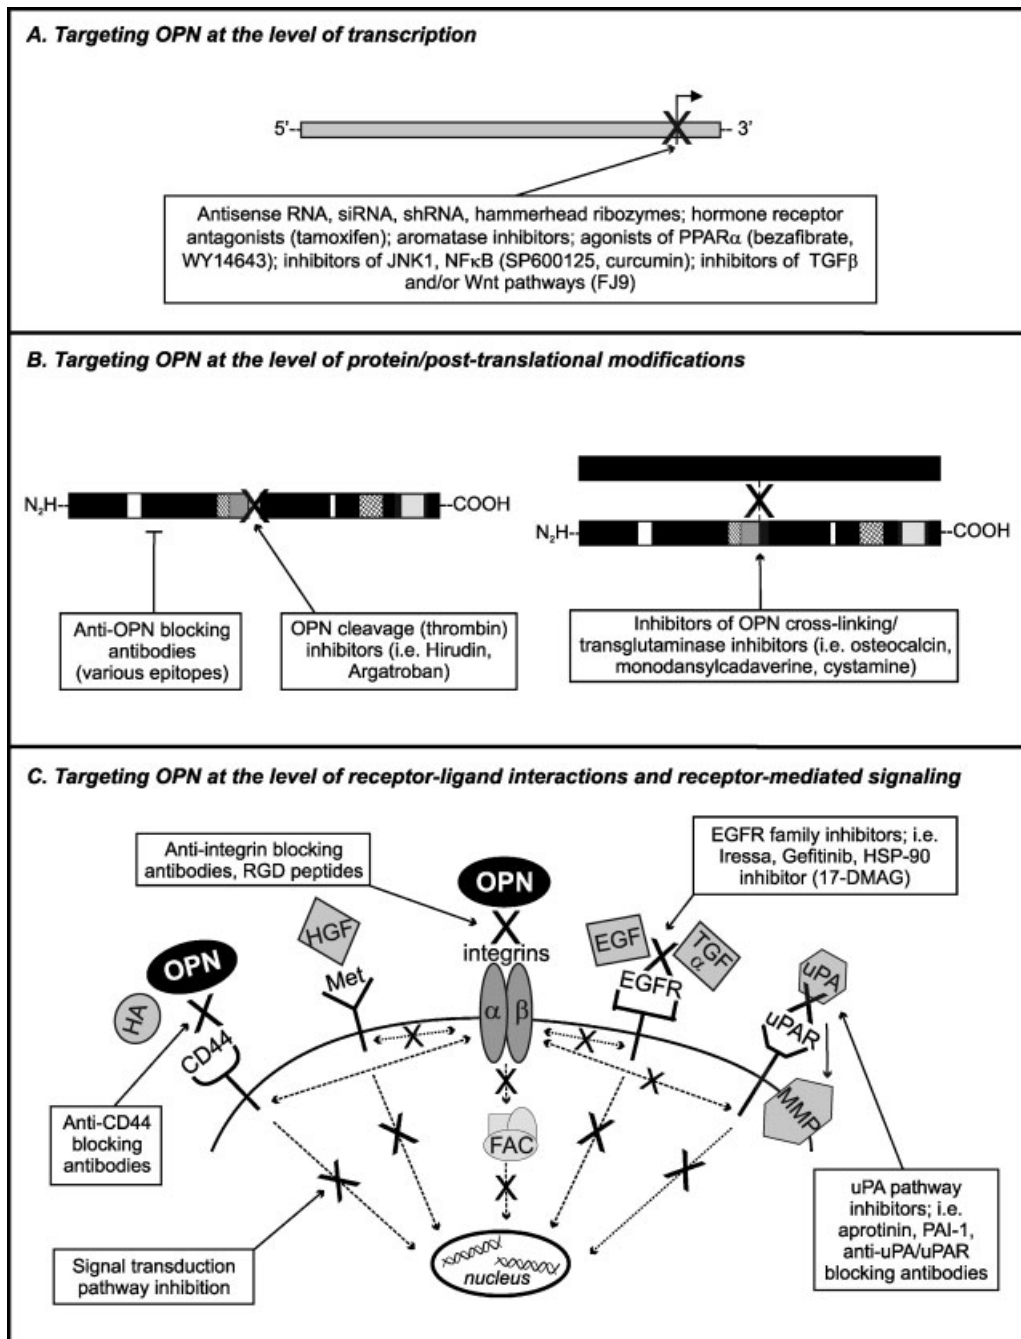 A. Targeting OPN at the level of transcription
5'-- -- 3'
Antisense RNA, siRNA, shRNA, hammerhead ribozymes; hormone receptor
antagonists (tamoxifen); aromatase inhibitors; agonists of PPARα (bezafibrate,
WY14643); inhibitors of JNK1, NFκB (SP600125, curcumin); inhibitors of TGFβ
and/or Wnt pathways (FJ9)
B. Targeting OPN at the level of protein/post-translational modifications
N₂H-- --COOH
N₂H-- --COOH
Anti-OPN blocking
antibodies
(various epitopes)
OPN cleavage (thrombin)
inhibitors (i.e. Hirudin,
Argatroban)
Inhibitors of OPN cross-linking/
transglutaminase inhibitors (i.e. osteocalcin,
monodansylcadaverine, cystamine)
C. Targeting OPN at the level of receptor-ligand interactions and receptor-mediated signaling
Anti-integrin blocking
antibodies, RGD peptides
EGFR family inhibitors; i.e.
Iressa, Gefitinib, HSP-90
inhibitor (17-DMAG)
OPN
integrins
α β
HGF
Met
EGF
TGF
α
EGFR
OPN
HA
CD44
uPA
uPAR
MMP
FAC
nucleus
Anti-CD44
blocking
antibodies
Signal transduction
pathway inhibition
uPA pathway
inhibitors; i.e.
aprotinin, PAI-1,
anti-uPA/uPAR
blocking antibodies